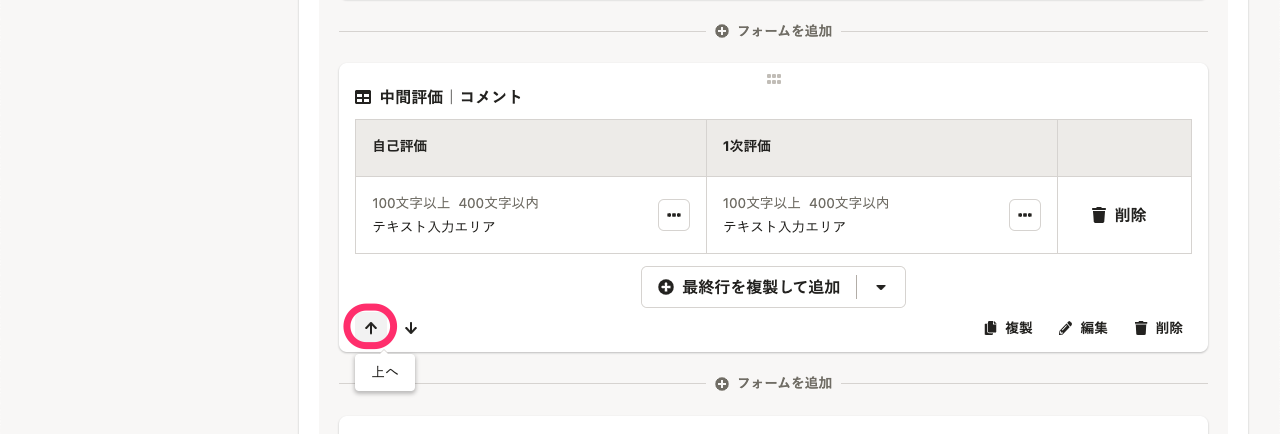 フォームを追加
中間評価｜コメント
自己評価 1次評価
100文字以上 400文字以内 100文字以上 400文字以内
テキスト入力エリア テキスト入力エリア
削除
最終行を複製して追加
複製 編集 削除
上へ
フォームを追加